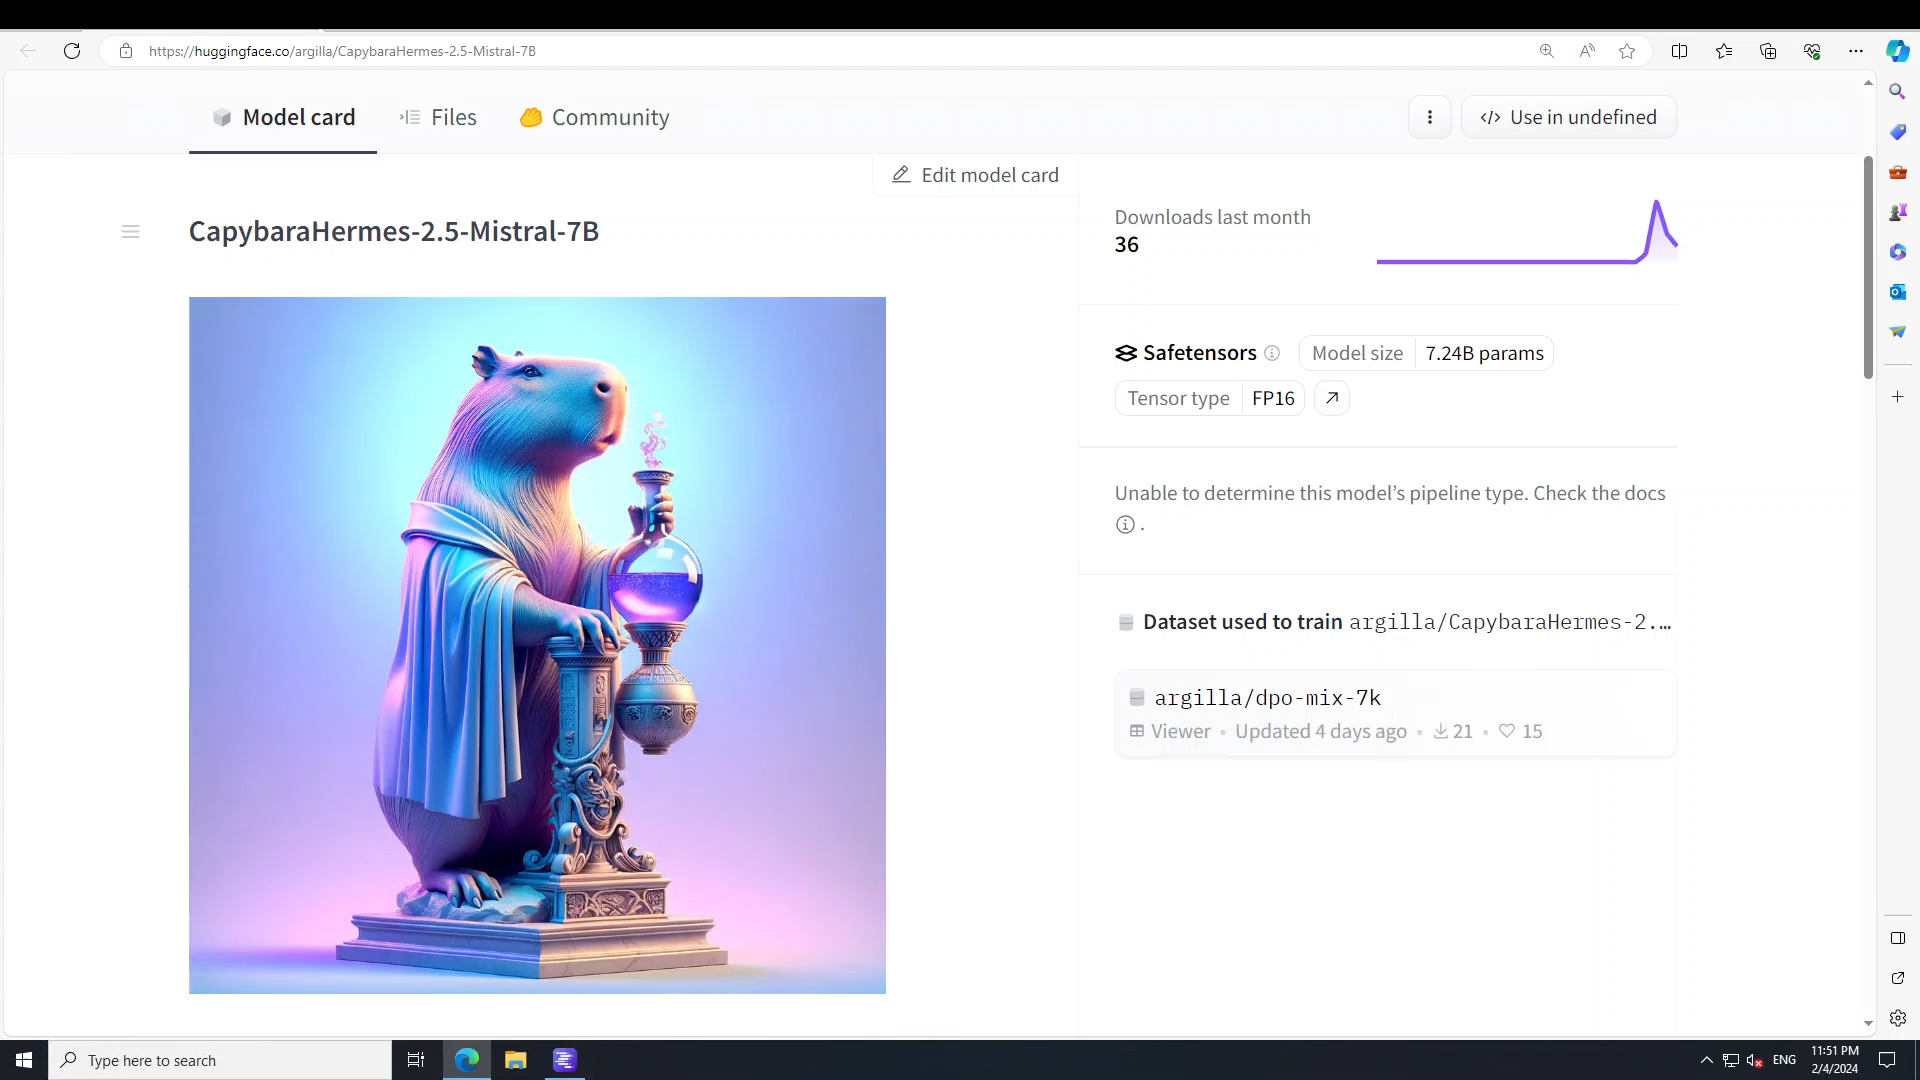 https://huggingface.co/argilla/CapybaraHermes-2.5-Mistral-7B
Model card
Files
Community
</> Use in undefined
Edit model card
CapybaraHermes-2.5-Mistral-7B
Downloads last month
36
Safetensors
Model size 7.24B params
Tensor type FP16
Unable to determine this model’s pipeline type. Check the docs
.
Dataset used to train argilla/CapybaraHermes-2.…
argilla/dpo-mix-7k
Viewer • Updated 4 days ago • 21 • 15
Type here to search
ENG
11:51 PM
2/4/2024